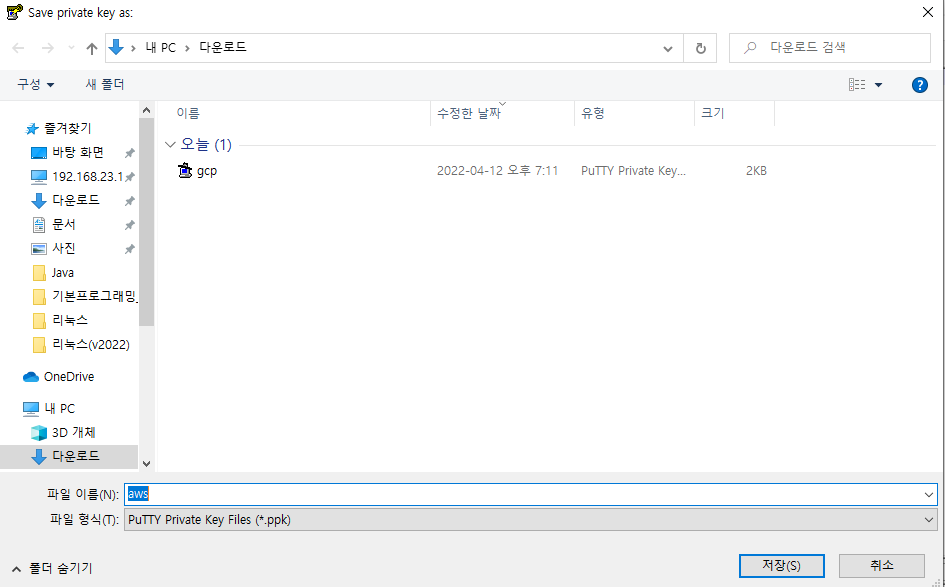 Save private key as:
내 PC > 다운로드
다운로드 검색
구성
새 폴더
이름 수정한 날짜 유형 크기
즐겨찾기
바탕 화면
192.168.23.1
다운로드
문서
사진
Java
기본프로그래밍_
리눅스
리눅스(v2022)
OneDrive
내 PC
3D 개체
다운로드
오늘 (1)
gcp 2022-04-12 오후 7:11 PuTTY Private Key... 2KB
파일 이름(N): aws
파일 형식(T): PuTTY Private Key Files (*.ppk)
폴더 숨기기
저장(S)
취소